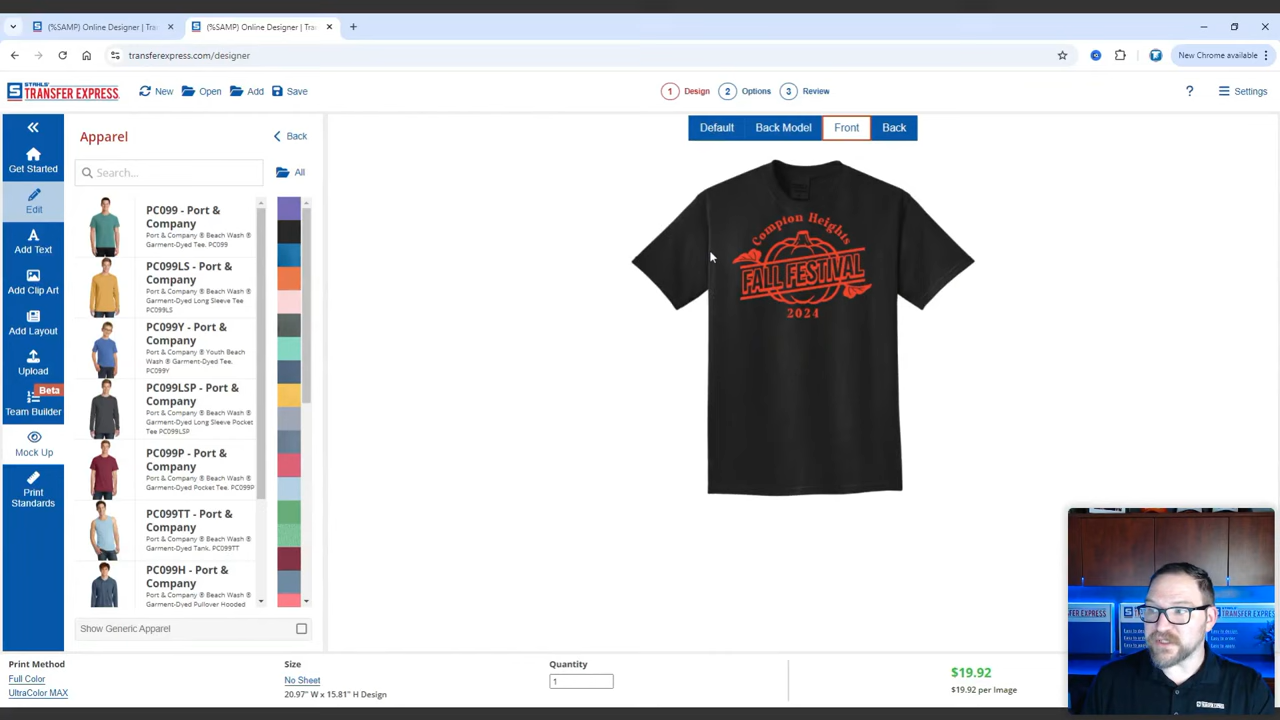 (%SAMP) Online Designer | Tra
(%SAMP) Online Designer | Tra
transferexpress.com/designer
New Chrome available
STAHLS'
TRANSFER EXPRESS
New
Open
Add
Save
1 Design
2 Options
3 Review
?
Settings
Get Started
Edit
Add Text
Add Clip Art
Add Layout
Upload
Beta
Team Builder
Mock Up
Print
Standards
Apparel
Back
Search...
All
PC099 - Port &
Company
Port & Company ® Beach Wash ®
Garment-Dyed Tee. PC099
PC099LS - Port &
Company
Port & Company ® Beach Wash ®
Garment-Dyed Long Sleeve Tee
PC099LS
PC099Y - Port &
Company
Port & Company ® Youth Beach
Wash ® Garment-Dyed Tee.
PC099Y
PC099LSP - Port &
Company
Port & Company ® Beach Wash ®
Garment-Dyed Long Sleeve Pocket
Tee PC099LSP
PC099P - Port &
Company
Port & Company ® Beach Wash ®
Garment-Dyed Pocket Tee. PC099P
PC099TT - Port &
Company
Port & Company ® Beach Wash ®
Garment-Dyed Tank. PC099TT
PC099H - Port &
Company
Port & Company ® Beach Wash ®
Garment-Dyed Pullover Hooded
Show Generic Apparel
Default
Back Model
Front
Back
Compton Heights
FALL FESTIVAL
2024
Print Method
Full Color
UltraColor MAX
Size
No Sheet
20.97" W x 15.81" H Design
Quantity
1
$19.92
$19.92 per Image